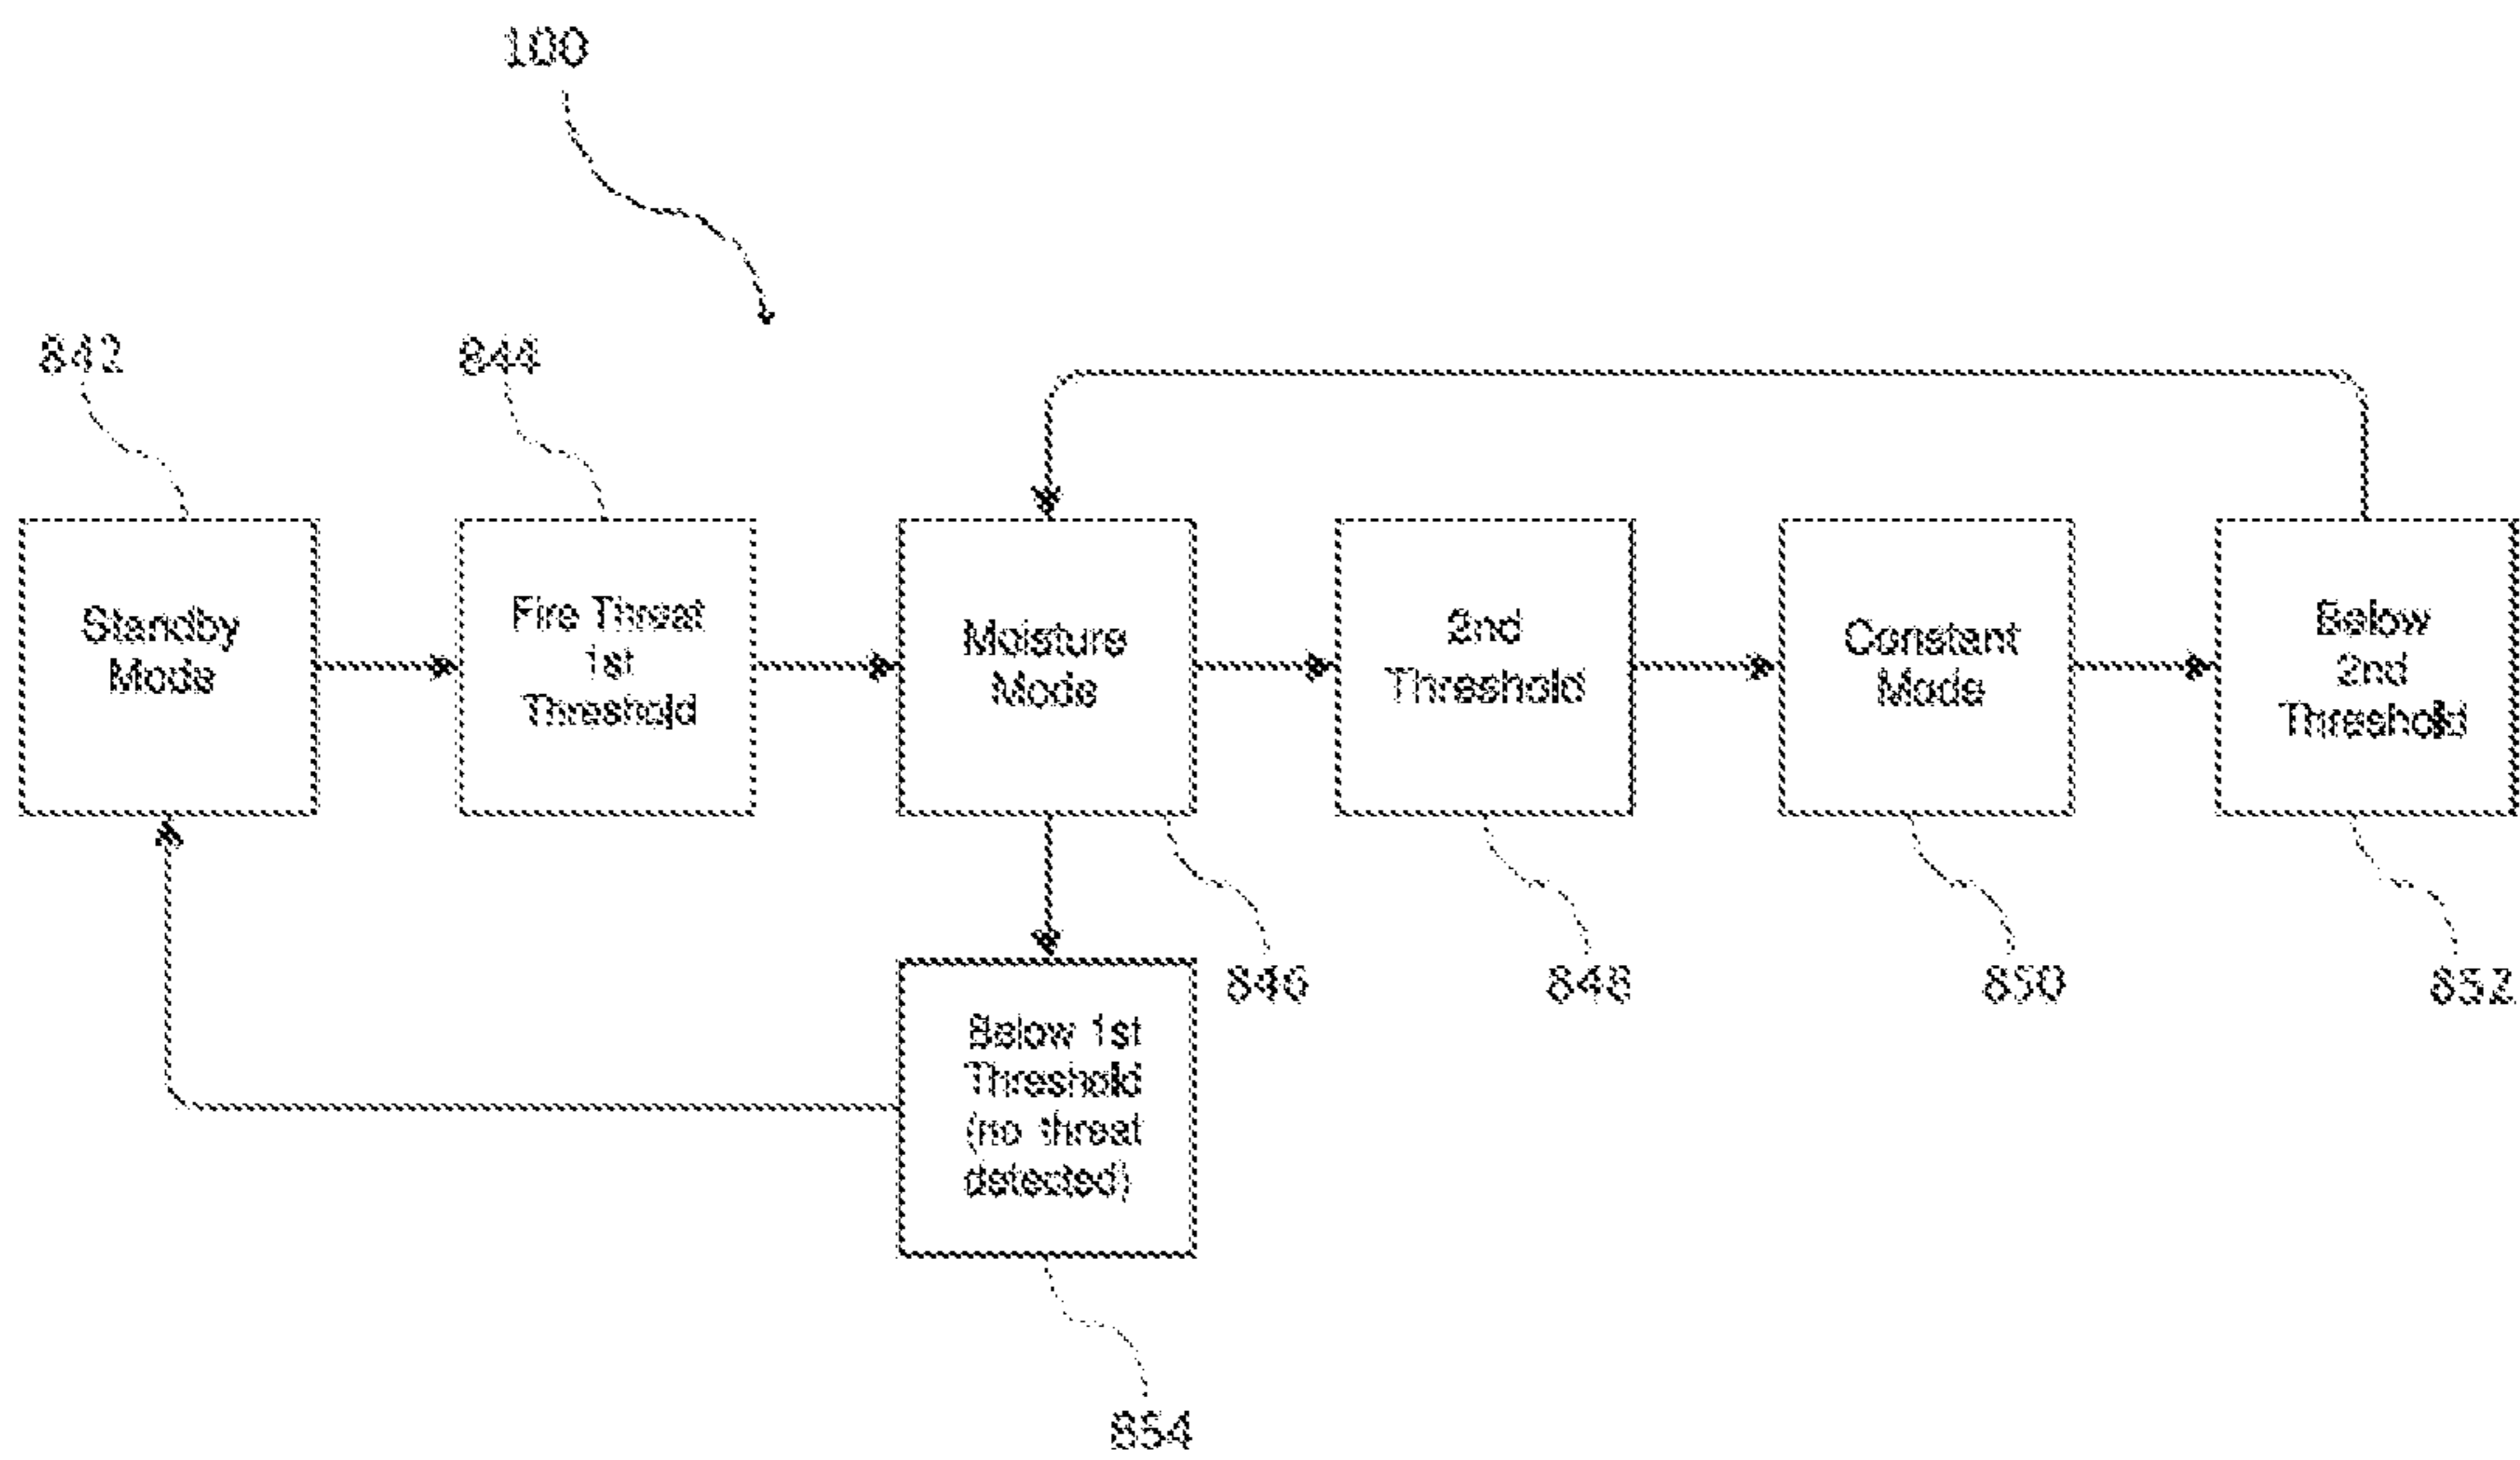 100
842
844
Standby
Mode
Fire Threat
1st
Threshold
Moisture
Mode
2nd
Threshold
Constant
Mode
Below
2nd
Threshold
846
848
850
852
Below 1st
Threshold
(no threat
detected)
854